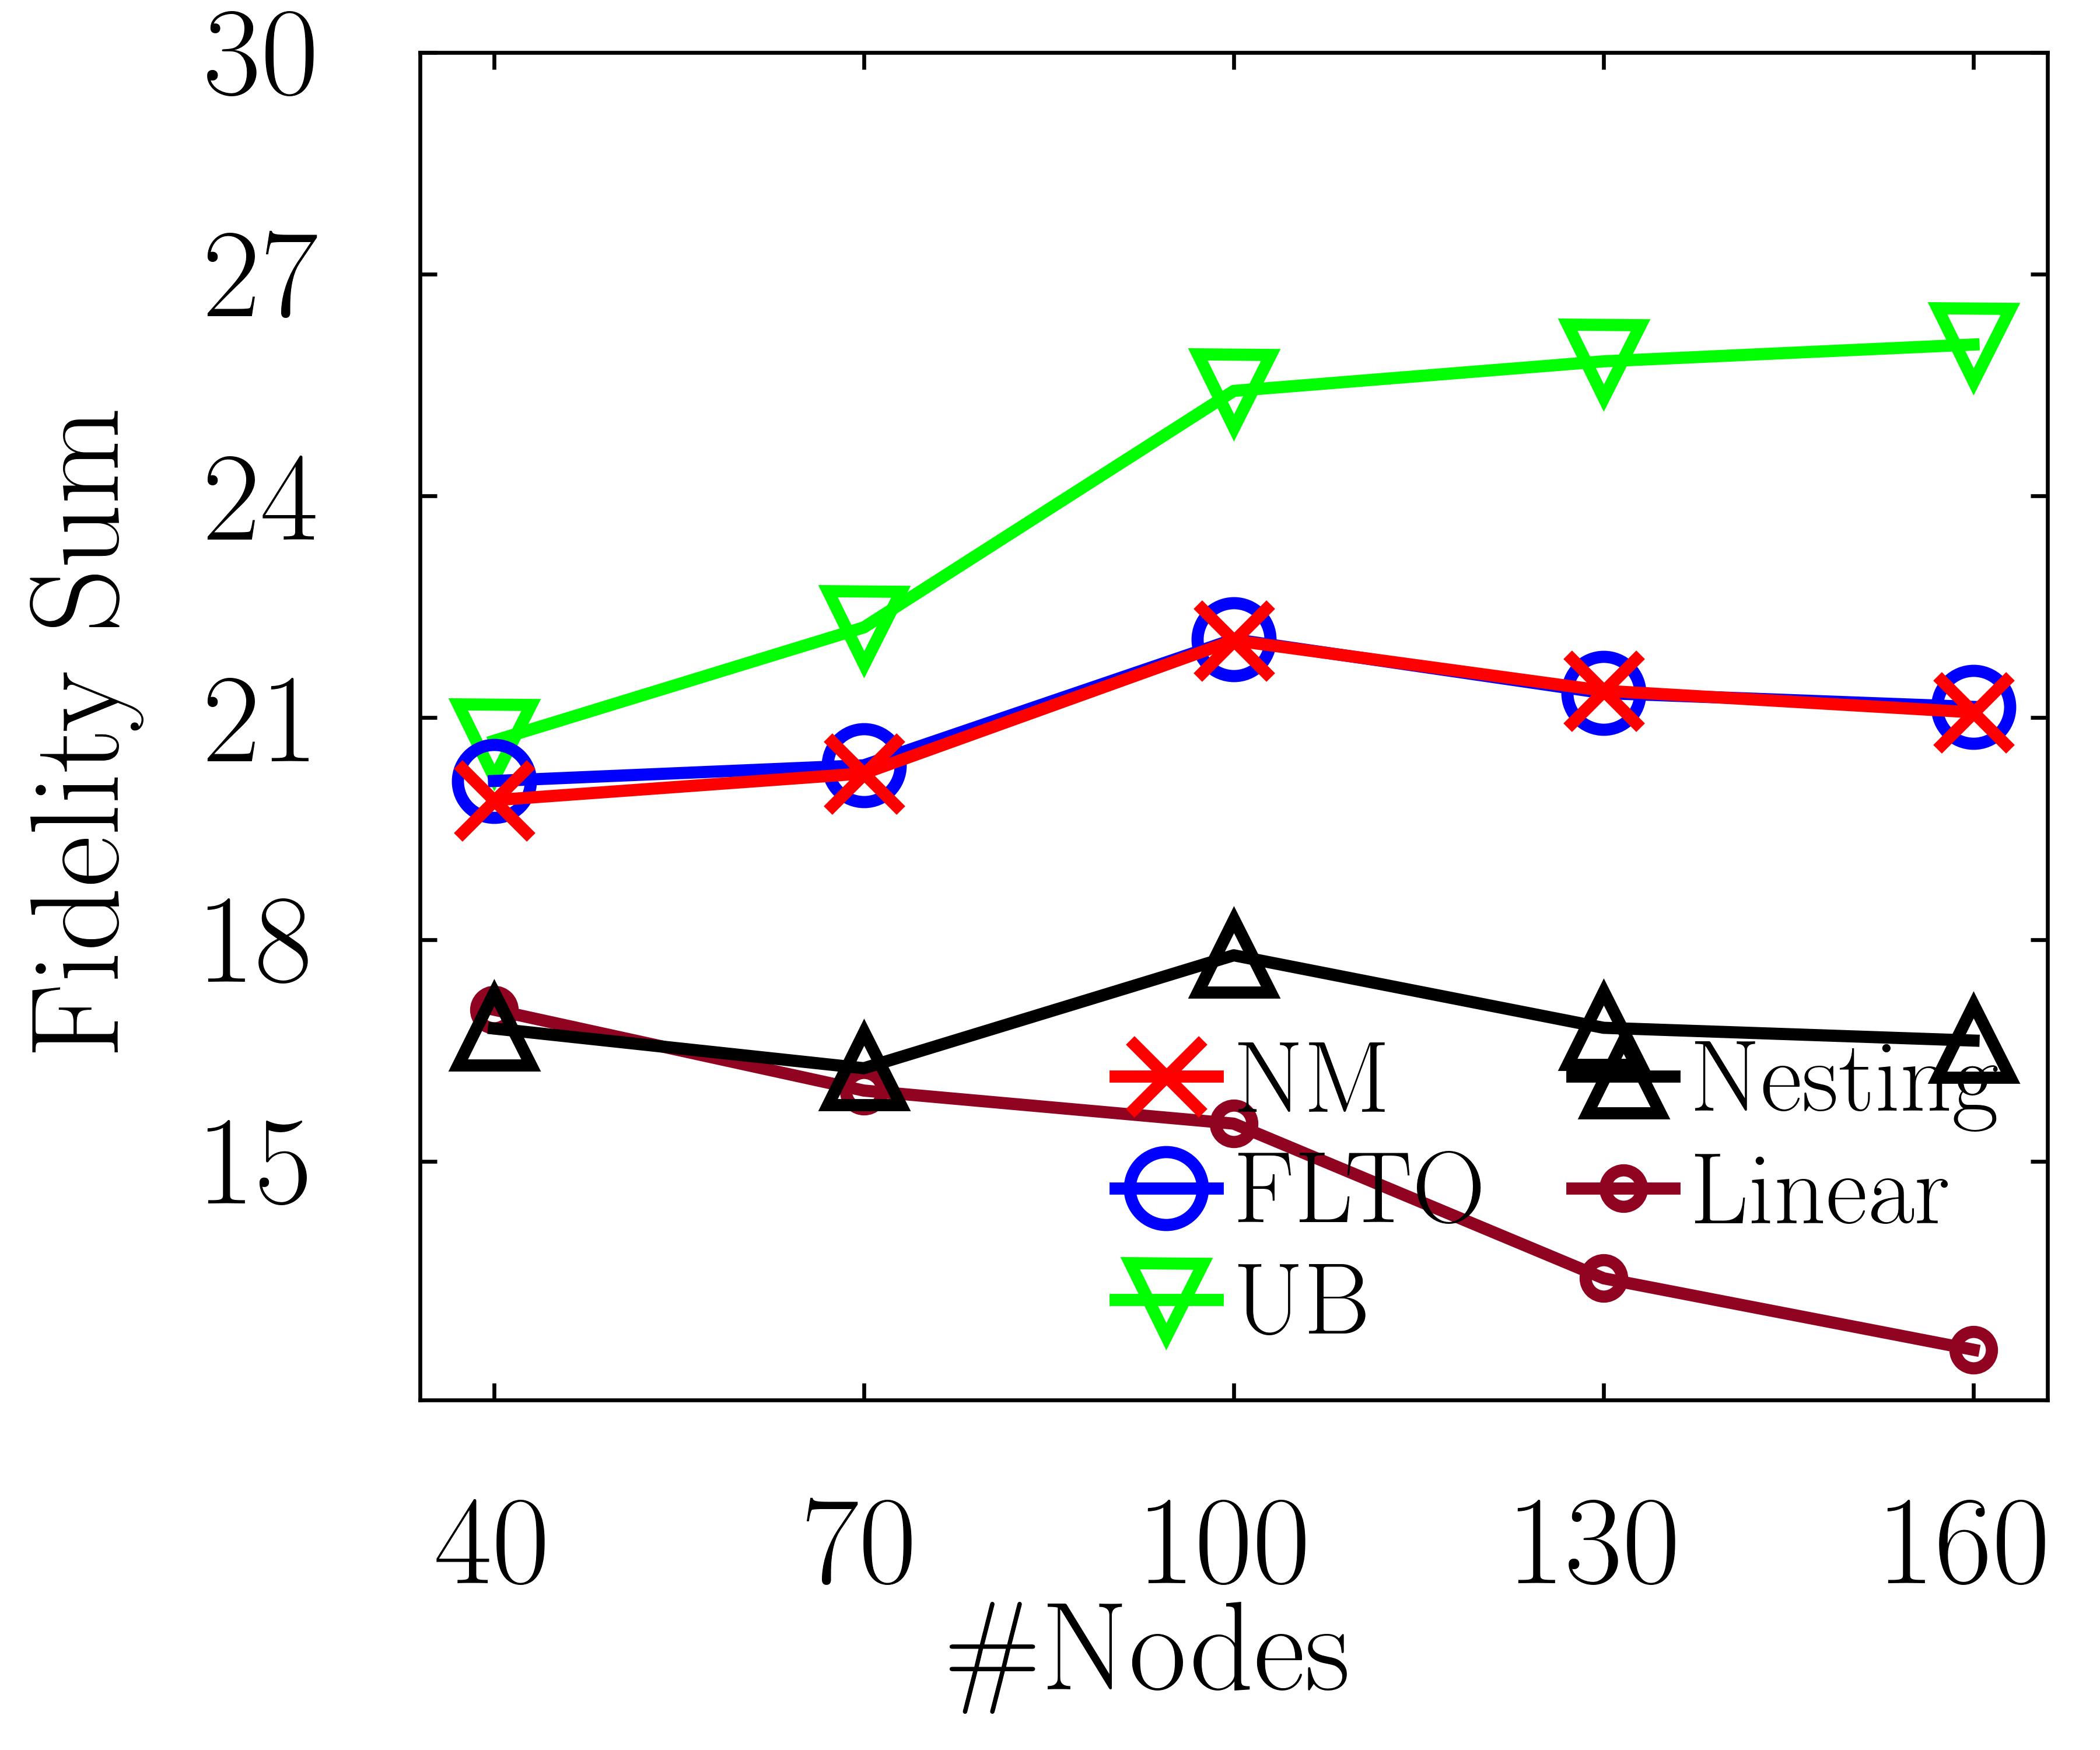 30
27
24
21
18
15
Fidelity Sum
NM
FLTO
UB
Nesting
Linear
40 70 100 130 160
#Nodes